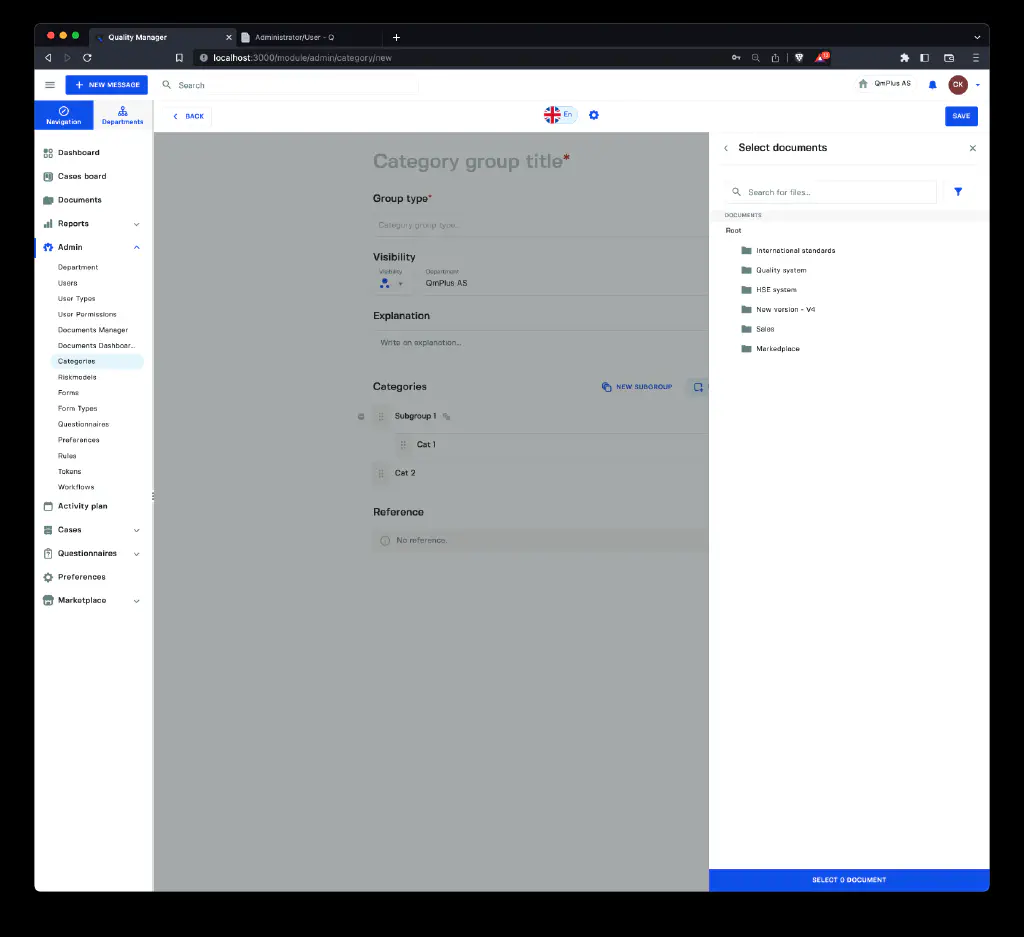 Quality Manager
Administrator/User - Q
localhost:3000/module/admin/category/new
NEW MESSAGE
Search
QmPlus AS
CK
Navigation
Departments
BACK
En
SAVE
Dashboard
Cases board
Documents
Reports
Admin
Department
Users
User Types
User Permissions
Documents Manager
Documents Dashboar...
Categories
Riskmodels
Forms
Form Types
Questionnaires
Preferences
Rules
Tokens
Workflows
Activity plan
Cases
Questionnaires
Preferences
Marketplace
Category group title*
Group type*
Category group type...
Visibility
Visibility
Department
QmPlus AS
Explanation
Write an explanation...
Categories
NEW SUBGROUP
Subgroup 1
Cat 1
Cat 2
Reference
No reference.
Select documents
Search for files...
DOCUMENTS
Root
International standards
Quality system
HSE system
New version - V4
Sales
Markedplace
SELECT 0 DOCUMENT